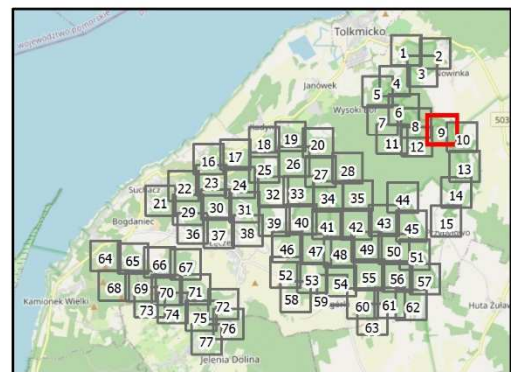 województwo Pomorskie
Tolkmicko
1 2
3 Nowinka
4
Janówek 5
Wysoki Bór 6
7 8 9 10 503
11 12
18 19 20
16 17 25 26 27 28 13
Suchacz 22 23 24 32 33 34 35 44 14
21 29 30 31 39 40 41 42 43 45 15
Bogdaniec 36 37 38
46 47 48 49 50 51
64 65 66 67 52 53 54 55 56 57
68 69 70 71 58 59 60 61 62
Kamionek Wielki 73 74 72 63
75 76 Huta Żuław
77
Jelenia Dolina